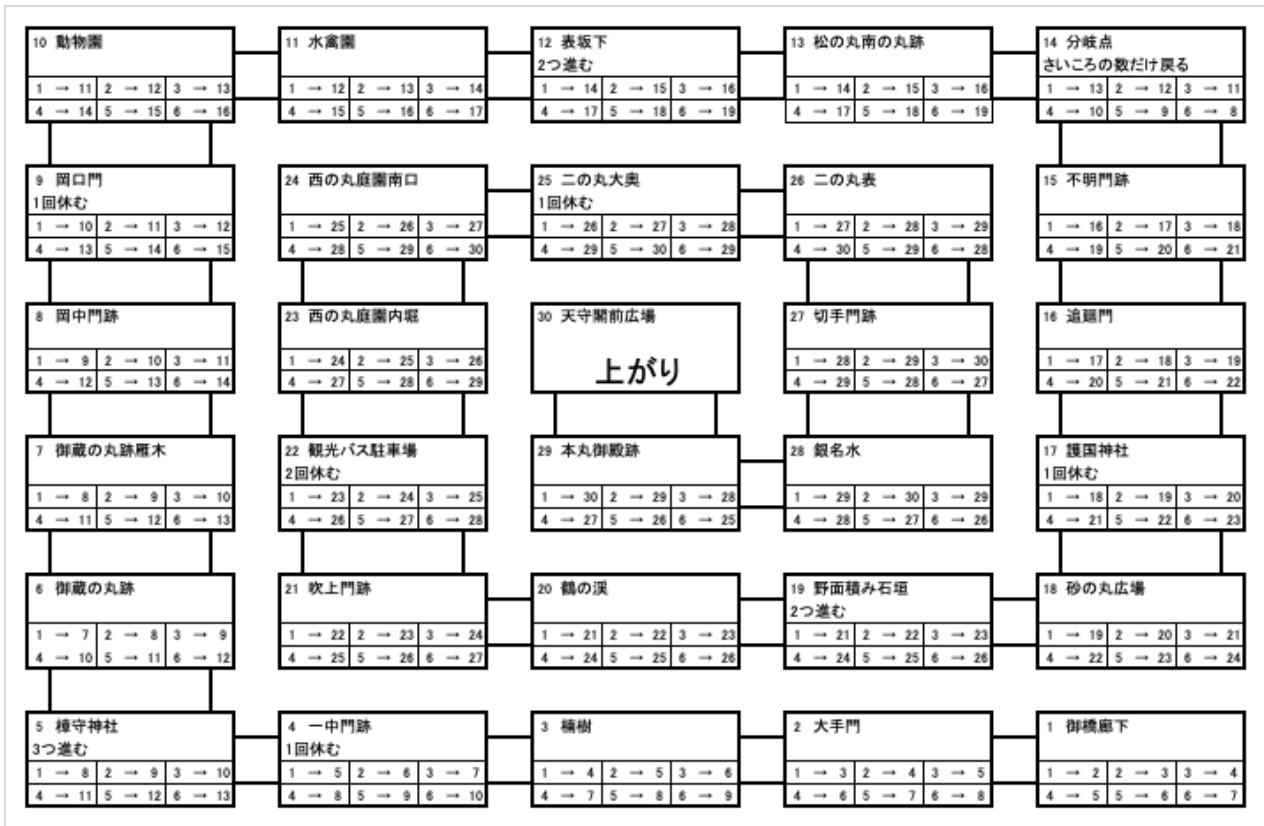 10 動物園
1 → 11 2 → 12 3 → 13
4 → 14 5 → 15 6 → 16
11 水禽園
1 → 12 2 → 13 3 → 14
4 → 15 5 → 16 6 → 17
12 表坂下
2つ進む
1 → 14 2 → 15 3 → 16
4 → 17 5 → 18 6 → 19
13 松の丸南の丸跡
1 → 14 2 → 15 3 → 16
4 → 17 5 → 18 6 → 19
14 分岐点
さいころの数だけ戻る
1 → 13 2 → 12 3 → 11
4 → 10 5 → 9 6 → 8
9 岡口門
1回休む
1 → 10 2 → 11 3 → 12
4 → 13 5 → 14 6 → 15
24 西の丸庭園南口
1 → 25 2 → 26 3 → 27
4 → 28 5 → 29 6 → 30
25 二の丸大奥
1回休む
1 → 26 2 → 27 3 → 28
4 → 29 5 → 30 6 → 29
26 二の丸表
1 → 27 2 → 28 3 → 29
4 → 30 5 → 29 6 → 28
15 不明門跡
1 → 16 2 → 17 3 → 18
4 → 19 5 → 20 6 → 21
8 岡中門跡
1 → 9 2 → 10 3 → 11
4 → 12 5 → 13 6 → 14
23 西の丸庭園内堀
1 → 24 2 → 25 3 → 26
4 → 27 5 → 28 6 → 29
30 天守閣前広場
上がり
27 切手門跡
1 → 28 2 → 29 3 → 30
4 → 29 5 → 28 6 → 27
16 追廻門
1 → 17 2 → 18 3 → 19
4 → 20 5 → 21 6 → 22
7 御蔵の丸跡雁木
1 → 8 2 → 9 3 → 10
4 → 11 5 → 12 6 → 13
22 観光バス駐車場
2回休む
1 → 23 2 → 24 3 → 25
4 → 26 5 → 27 6 → 28
29 本丸御殿跡
1 → 30 2 → 29 3 → 28
4 → 27 5 → 26 6 → 25
28 銀名水
1 → 29 2 → 30 3 → 29
4 → 28 5 → 27 6 → 26
17 護国神社
1回休む
1 → 18 2 → 19 3 → 20
4 → 21 5 → 22 6 → 23
6 御蔵の丸跡
1 → 7 2 → 8 3 → 9
4 → 10 5 → 11 6 → 12
21 吹上門跡
1 → 22 2 → 23 3 → 24
4 → 25 5 → 26 6 → 27
20 鶴の渓
1 → 21 2 → 22 3 → 23
4 → 24 5 → 25 6 → 26
19 野面積み石垣
2つ進む
1 → 21 2 → 22 3 → 23
4 → 24 5 → 25 6 → 26
18 砂の丸広場
1 → 19 2 → 20 3 → 21
4 → 22 5 → 23 6 → 24
5 樟守神社
3つ進む
1 → 8 2 → 9 3 → 10
4 → 11 5 → 12 6 → 13
4 一中門跡
1回休む
1 → 5 2 → 6 3 → 7
4 → 8 5 → 9 6 → 10
3 楠樹
1 → 4 2 → 5 3 → 6
4 → 7 5 → 8 6 → 9
2 大手門
1 → 3 2 → 4 3 → 5
4 → 6 5 → 7 6 → 8
1 御橋廊下
1 → 2 2 → 3 3 → 4
4 → 5 5 → 6 6 → 7